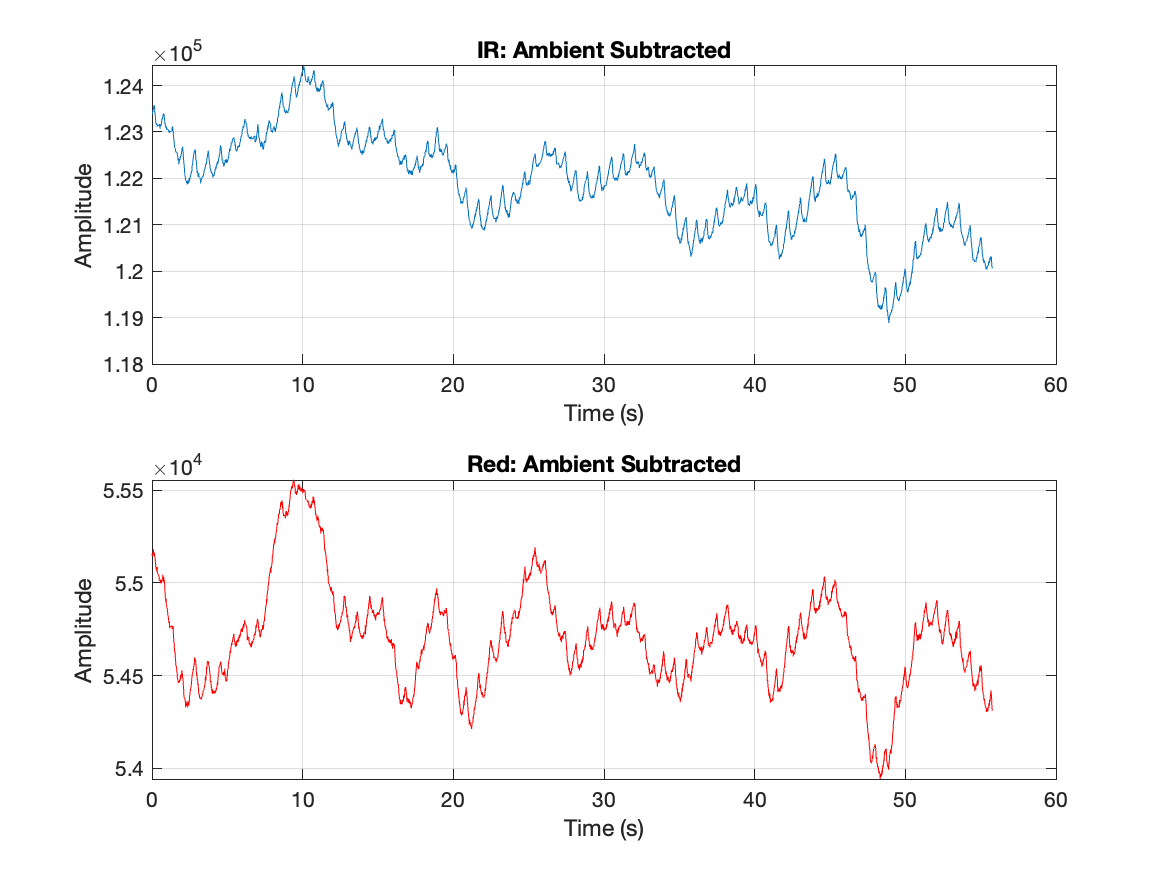 ×10^5
IR: Ambient Subtracted
1.24
1.23
1.22
1.21
1.2
1.19
1.18
Amplitude
0 10 20 30 40 50 60
Time (s)
×10^4
Red: Ambient Subtracted
5.55
5.5
5.45
5.4
Amplitude
0 10 20 30 40 50 60
Time (s)